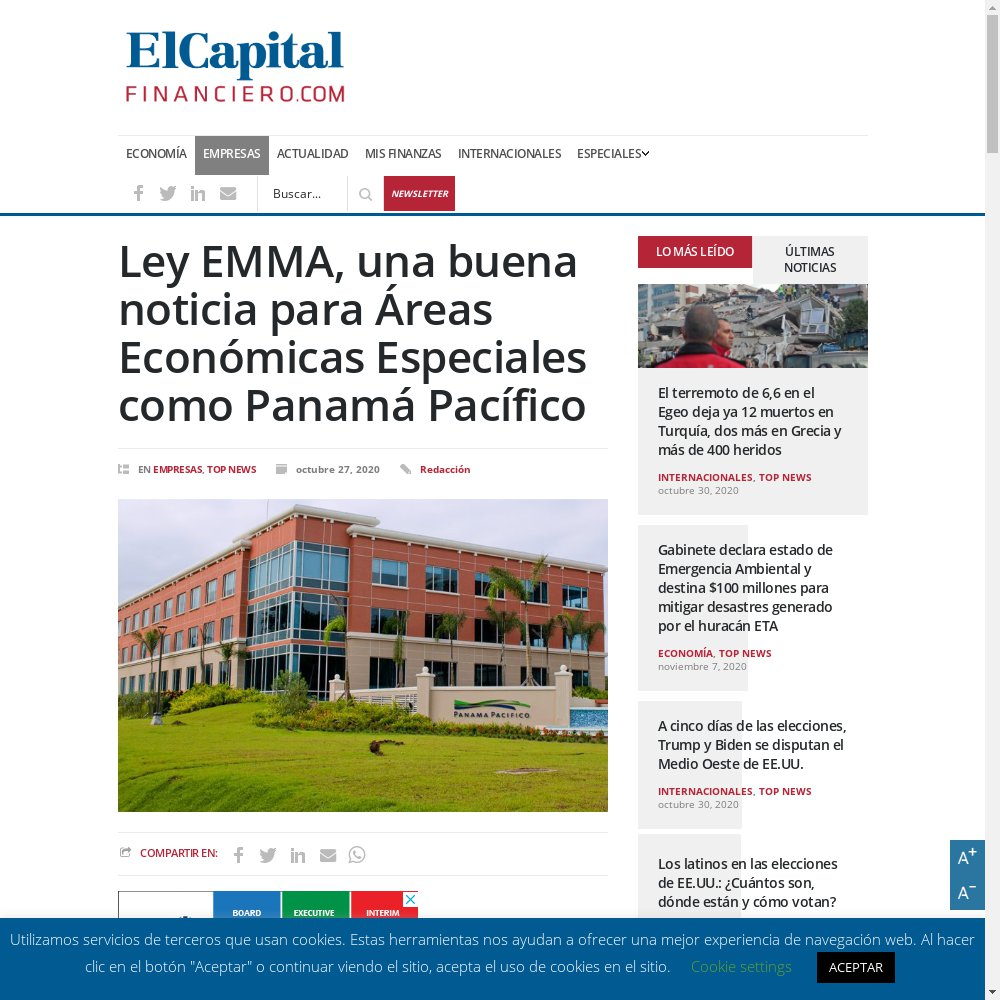 ElCapital
FINANCIERO.COM
ECONOMÍA EMPRESAS ACTUALIDAD MIS FINANZAS INTERNACIONALES ESPECIALES
Buscar...
NEWSLETTER
Ley EMMA, una buena
noticia para Áreas
Económicas Especiales
como Panamá Pacífico
EN EMPRESAS, TOP NEWS octubre 27, 2020 Redacción
PANAMA PACIFICO
COMPARTIR EN:
BOARD EXECUTIVE INTERIM
LO MÁS LEÍDO
ÚLTIMAS
NOTICIAS
El terremoto de 6,6 en el
Egeo deja ya 12 muertos en
Turquía, dos más en Grecia y
más de 400 heridos
INTERNACIONALES, TOP NEWS
octubre 30, 2020
Gabinete declara estado de
Emergencia Ambiental y
destina $100 millones para
mitigar desastres generado
por el huracán ETA
ECONOMÍA, TOP NEWS
noviembre 7, 2020
A cinco días de las elecciones,
Trump y Biden se disputan el
Medio Oeste de EE.UU.
INTERNACIONALES, TOP NEWS
octubre 30, 2020
Los latinos en las elecciones
de EE.UU.: ¿Cuántos son,
dónde están y cómo votan?
A+
A-
Utilizamos servicios de terceros que usan cookies. Estas herramientas nos ayudan a ofrecer una mejor experiencia de navegación web. Al hacer
clic en el botón "Aceptar" o continuar viendo el sitio, acepta el uso de cookies en el sitio. Cookie settings ACEPTAR